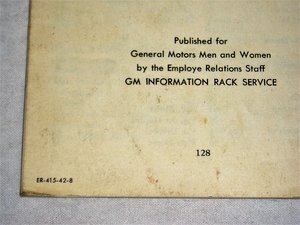 Published for
General Motors Men and Women
by the Employe Relations Staff
GM INFORMATION RACK SERVICE
128
ER-415-42-8